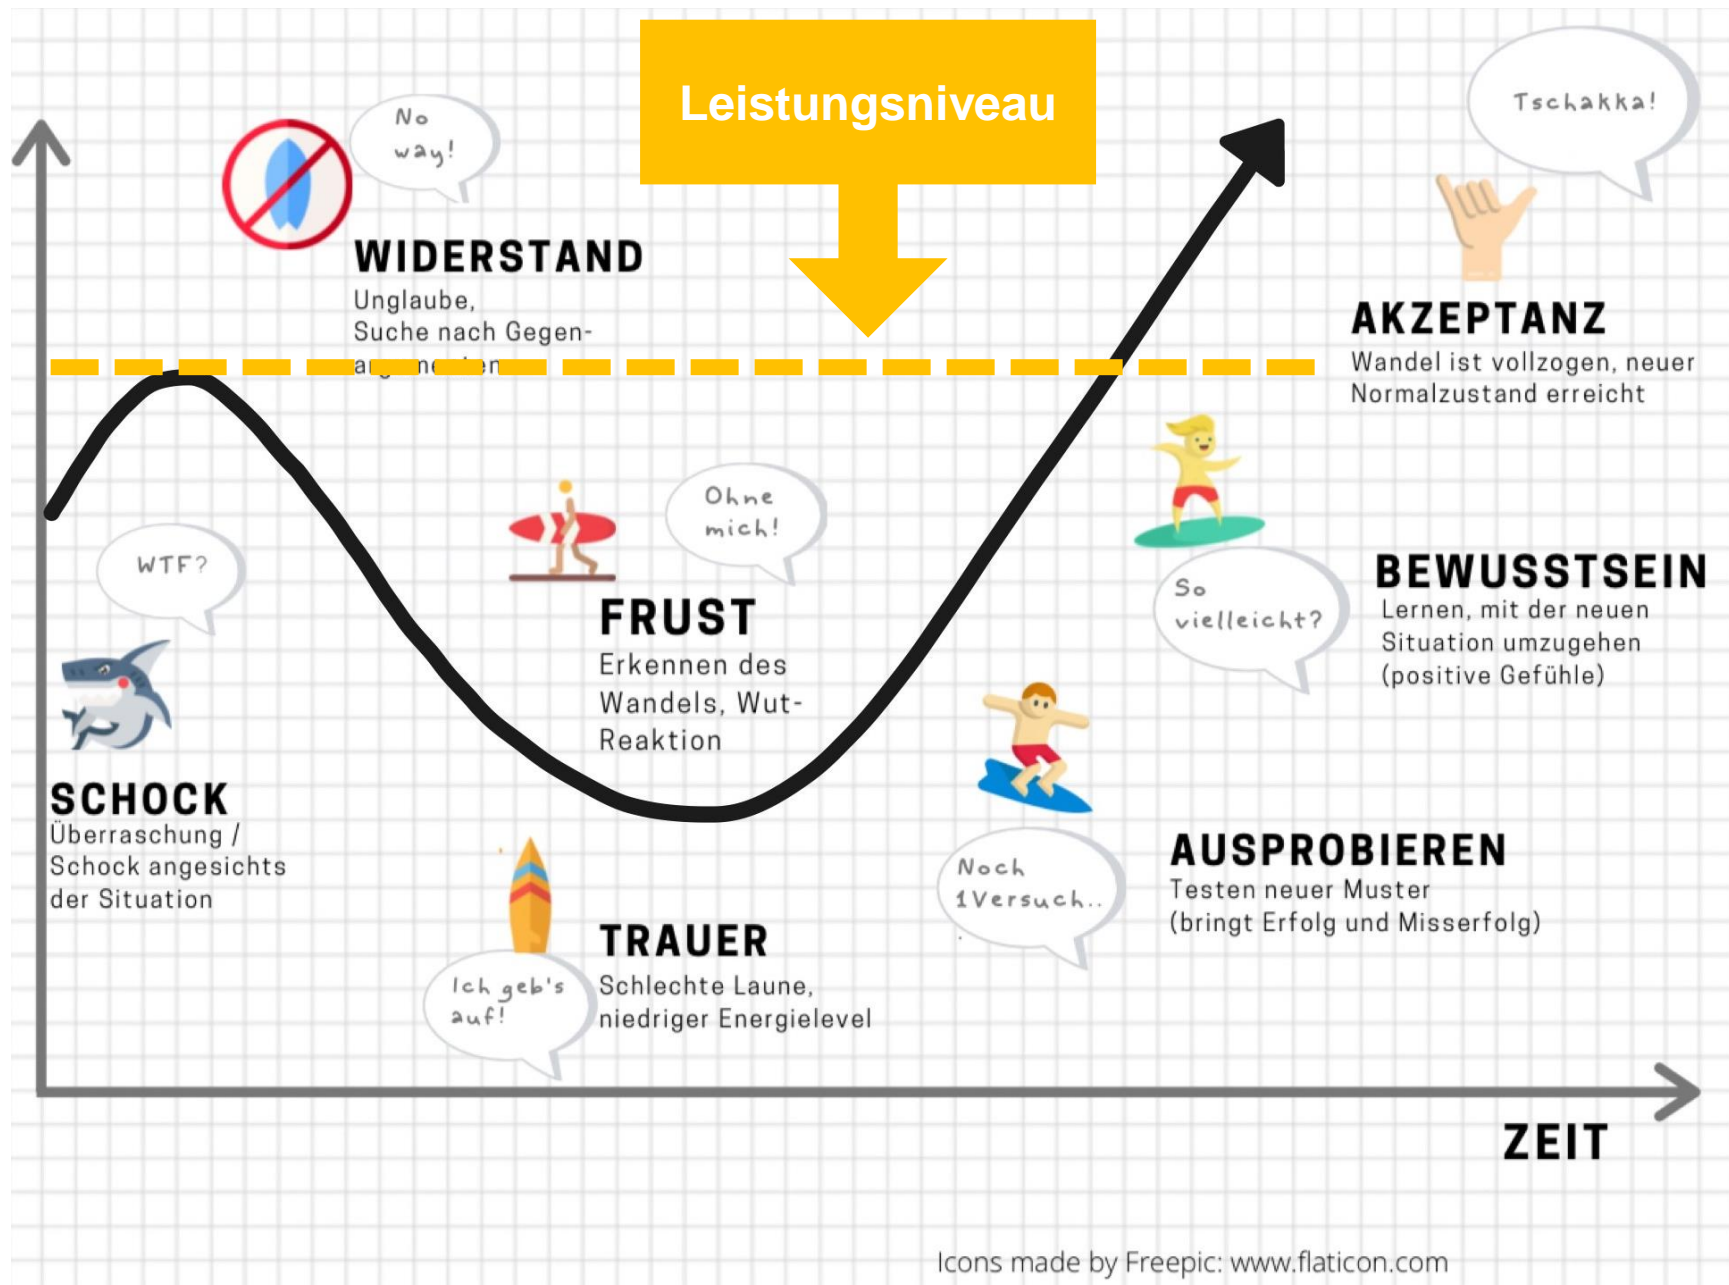 Leistungsniveau
Tschakka!
No
way!
WIDERSTAND
Unglaube,
Suche nach Gegen-
argumenten
AKZEPTANZ
Wandel ist vollzogen, neuer
Normalzustand erreicht
Ohne
mich!
WTF?
FRUST
Erkennen des
Wandels, Wut-
Reaktion
So
vielleicht?
BEWUSSTSEIN
Lernen, mit der neuen
Situation umzugehen
(positive Gefühle)
SCHOCK
Überraschung /
Schock angesichts
der Situation
Noch
1Versuch..
AUSPROBIEREN
Testen neuer Muster
(bringt Erfolg und Misserfolg)
Ich geb's
auf!
TRAUER
Schlechte Laune,
niedriger Energielevel
ZEIT
Icons made by Freepic: www.flaticon.com